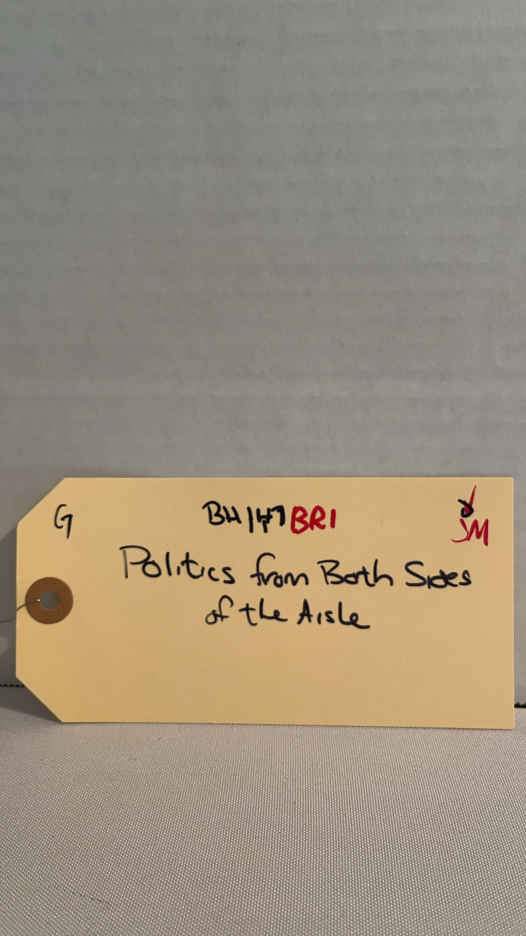 G BH147BR1 JM
Politics from Both Sides
of the Aisle